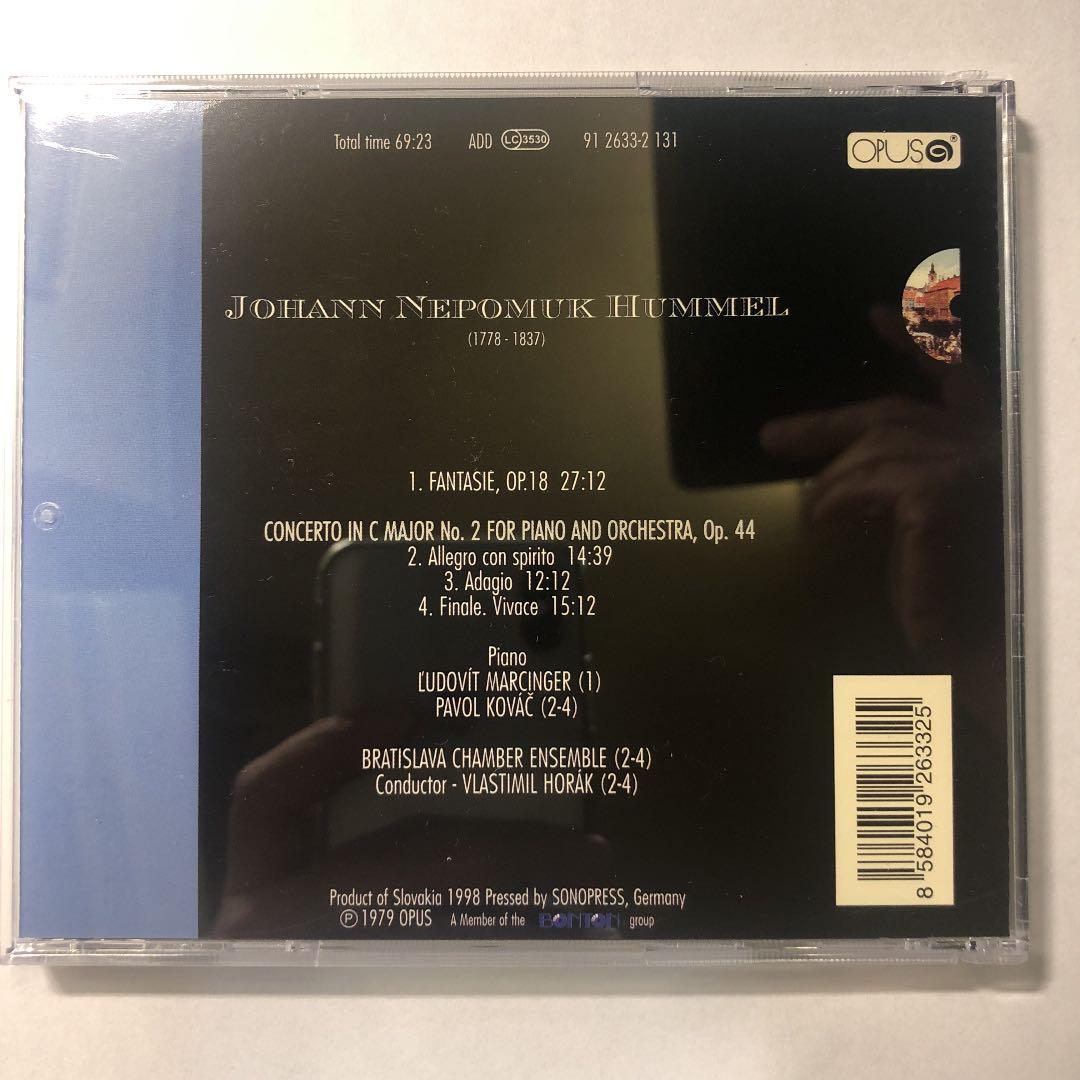 Total time 69:23 ADD LC 3530 91 2633-2 131
OPUS ®
JOHANN NEPOMUK HUMMEL
(1778 - 1837)
1. FANTASIE, OP.18 27:12
CONCERTO IN C MAJOR No. 2 FOR PIANO AND ORCHESTRA, Op. 44
2. Allegro con spirito 14:39
3. Adagio 12:12
4. Finale. Vivace 15:12
Piano
ĽUDOVÍT MARCINGER (1)
PAVOL KOVÁČ (2-4)
BRATISLAVA CHAMBER ENSEMBLE (2-4)
Conductor - VLASTIMIL HORÁK (2-4)
8 584019 263325
Product of Slovakia 1998 Pressed by SONOPRESS, Germany
℗ 1979 OPUS A Member of the BONTON group